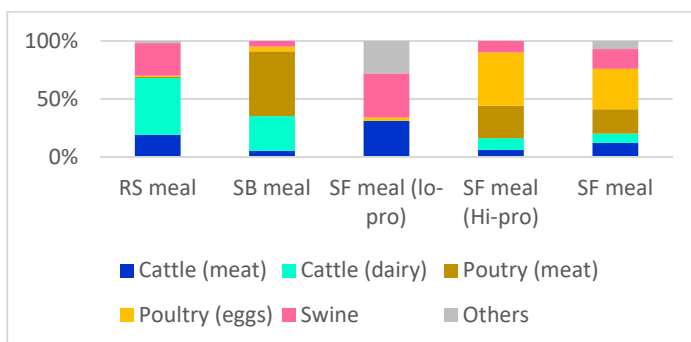 100%
50%
0%
RS meal SB meal SF meal (lo-pro) SF meal (Hi-pro) SF meal
Cattle (meat) Cattle (dairy) Poutry (meat)
Poultry (eggs) Swine Others